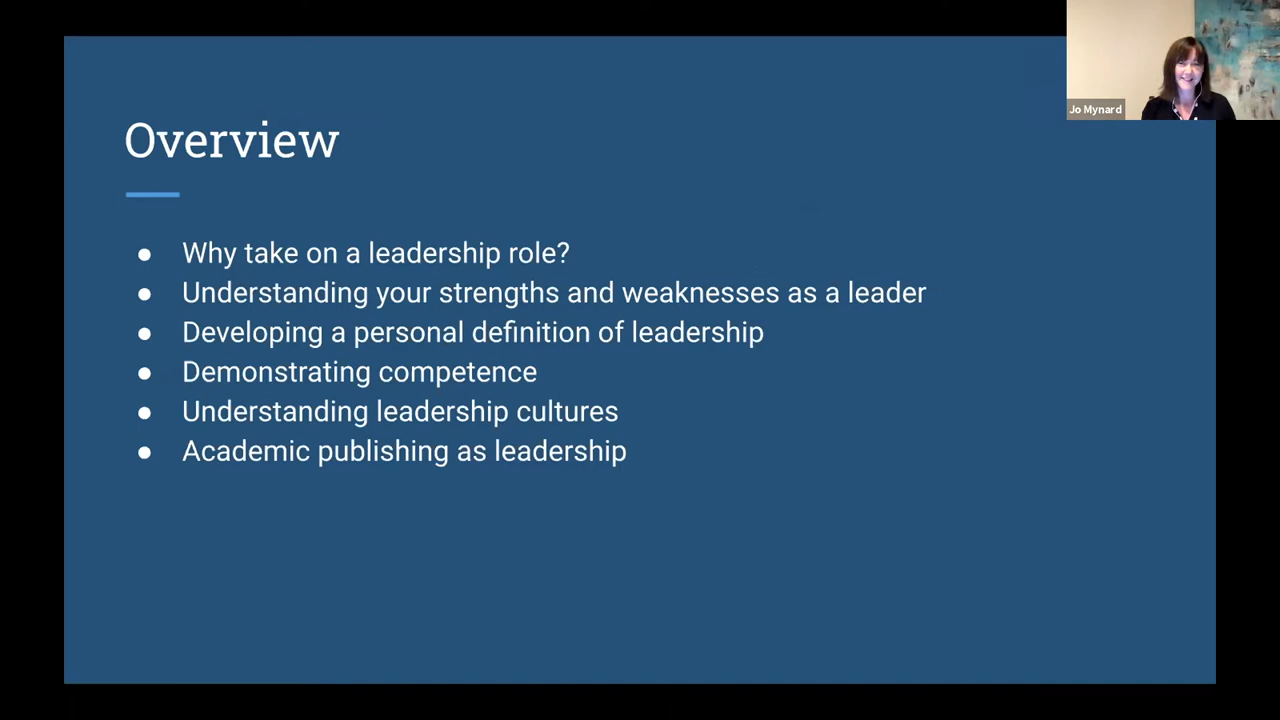 Jo Mynard
Overview
● Why take on a leadership role?
● Understanding your strengths and weaknesses as a leader
● Developing a personal definition of leadership
● Demonstrating competence
● Understanding leadership cultures
● Academic publishing as leadership